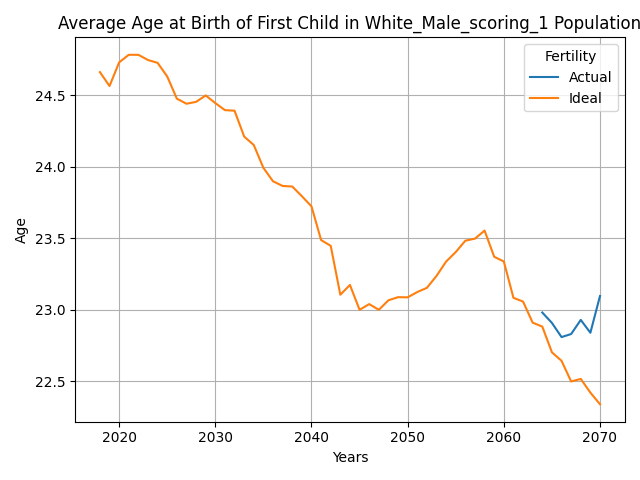 Average Age at Birth of First Child in White_Male_scoring_1 Population
Fertility
Actual
Ideal
Age
24.5
24.0
23.5
23.0
22.5
2020 2030 2040 2050 2060 2070
Years